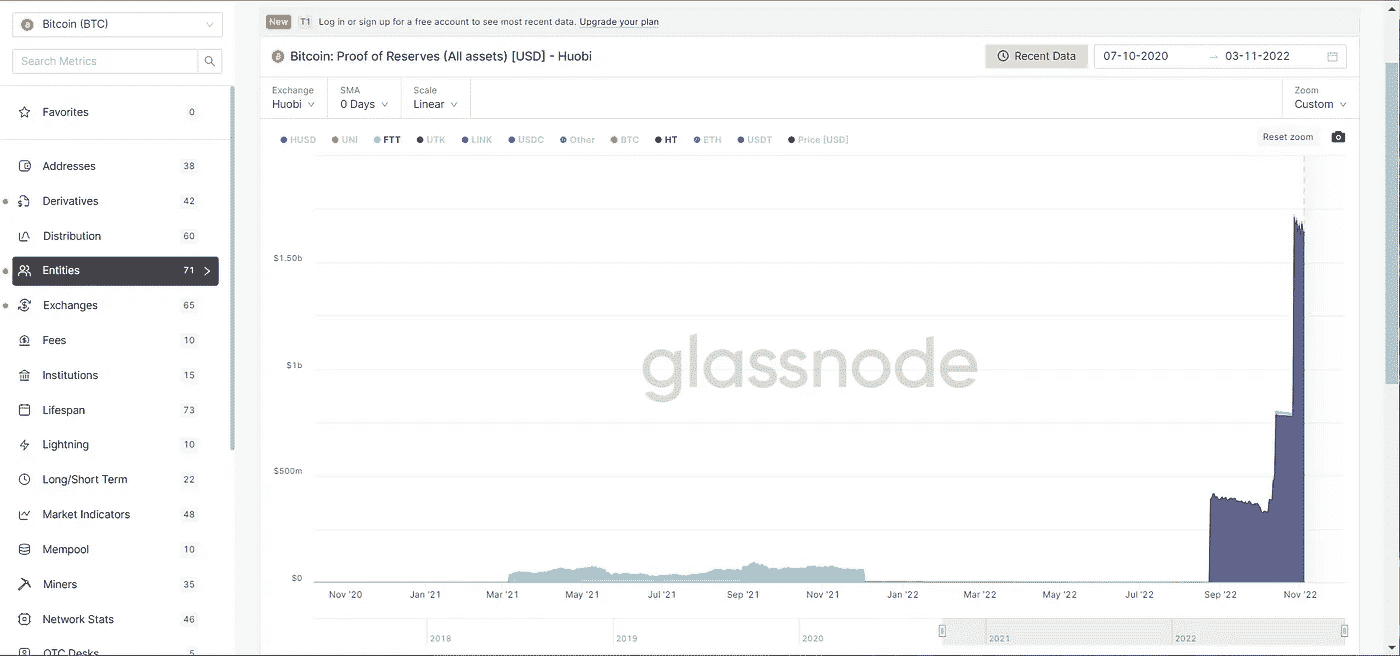 Bitcoin (BTC)
Search Metrics
Favorites 0
Addresses 38
Derivatives 42
Distribution 60
Entities 71
Exchanges 65
Fees 10
Institutions 15
Lifespan 73
Lightning 10
Long/Short Term 22
Market Indicators 48
Mempool 10
Miners 35
Network Stats 46
OTC Desks 5
New T1 Log in or sign up for a free account to see most recent data. Upgrade your plan
Bitcoin: Proof of Reserves (All assets) [USD] - Huobi
Recent Data 07-10-2020 → 03-11-2022
Exchange SMA Scale Zoom
Huobi 0 Days Linear Custom
HUSD UNI FTT UTK LINK USDC Other BTC HT ETH USDT Price [USD]
Reset zoom
$1.50b
$1b
$500m
$0
glassnode
Nov '20 Jan '21 Mar '21 May '21 Jul '21 Sep '21 Nov '21 Jan '22 Mar '22 May '22 Jul '22 Sep '22 Nov '22
2018 2019 2020 2021 2022